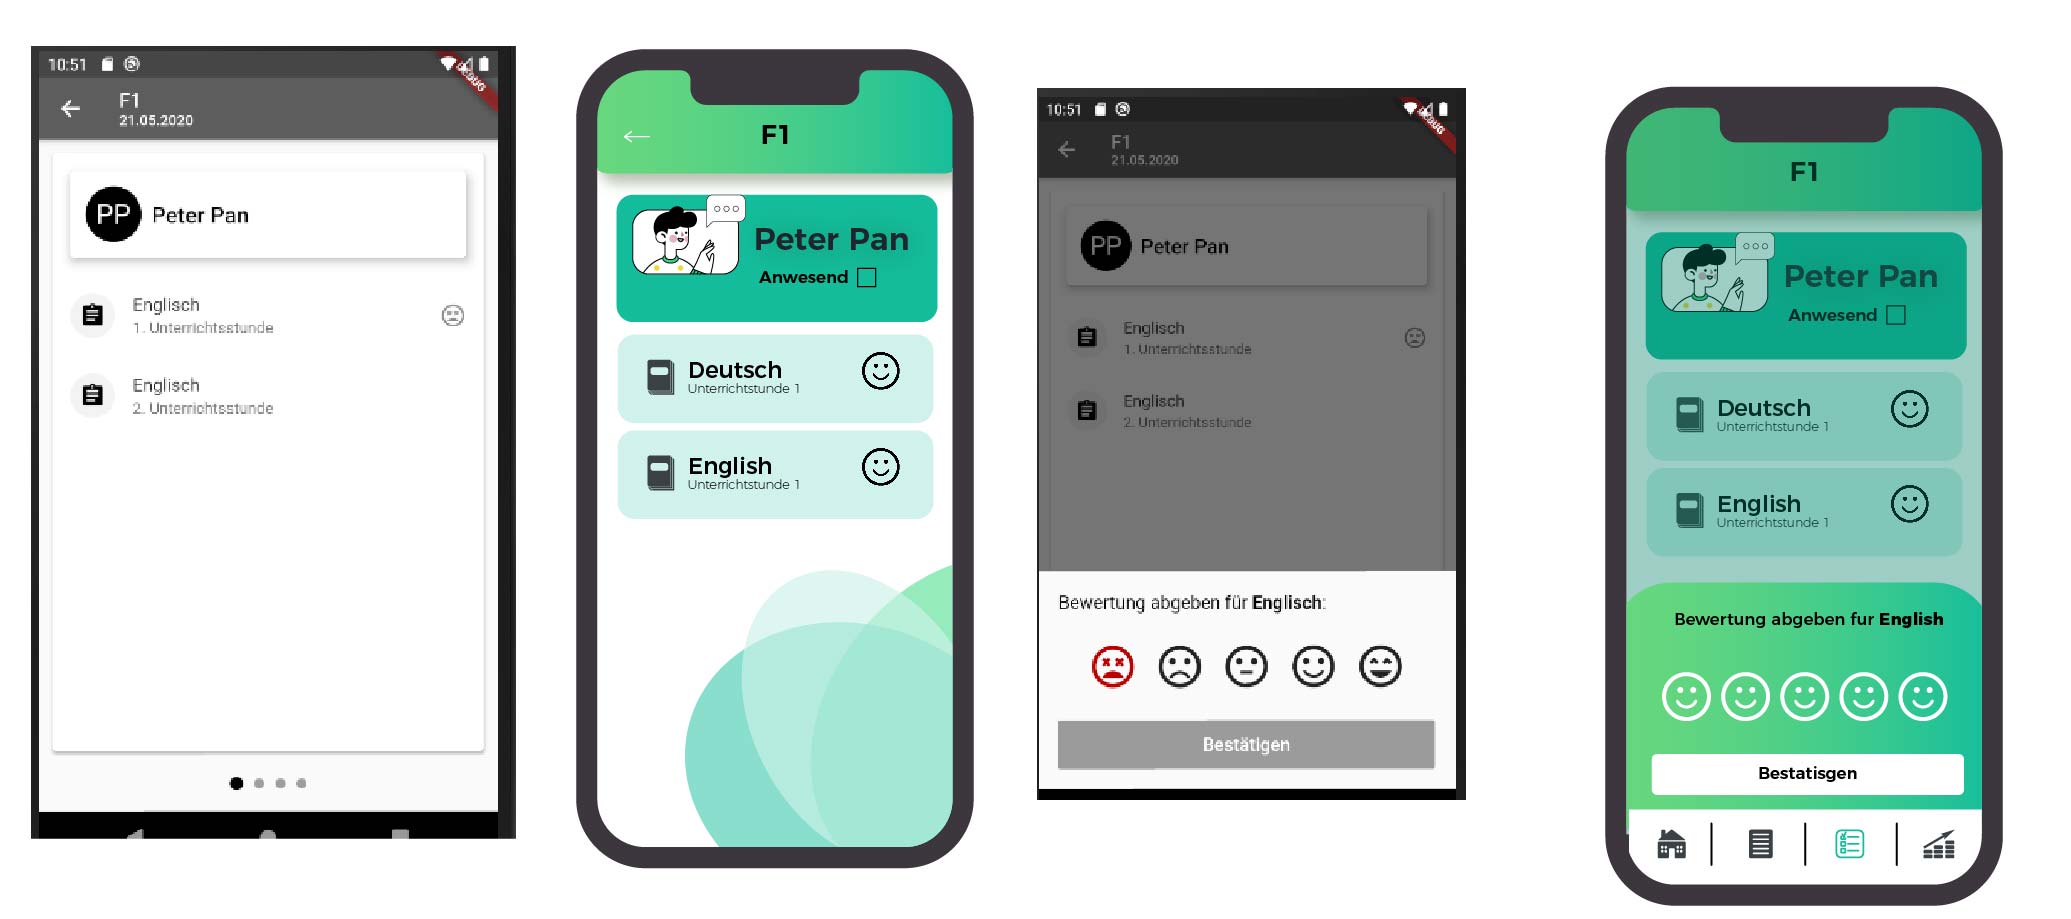 10:51
DEBUG
F1
21.05.2020
PP Peter Pan
Englisch
1. Unterrichtsstunde
Englisch
2. Unterrichtsstunde
F1
Peter Pan
Anwesend
Deutsch
Unterrichtstunde 1
English
Unterrichtstunde 1
10:51
DEBUG
F1
21.05.2020
PP Peter Pan
Englisch
1. Unterrichtsstunde
Englisch
2. Unterrichtsstunde
Bewertung abgeben für Englisch:
Bestätigen
F1
Peter Pan
Anwesend
Deutsch
Unterrichtstunde 1
English
Unterrichtstunde 1
Bewertung abgeben fur English
Bestatisgen